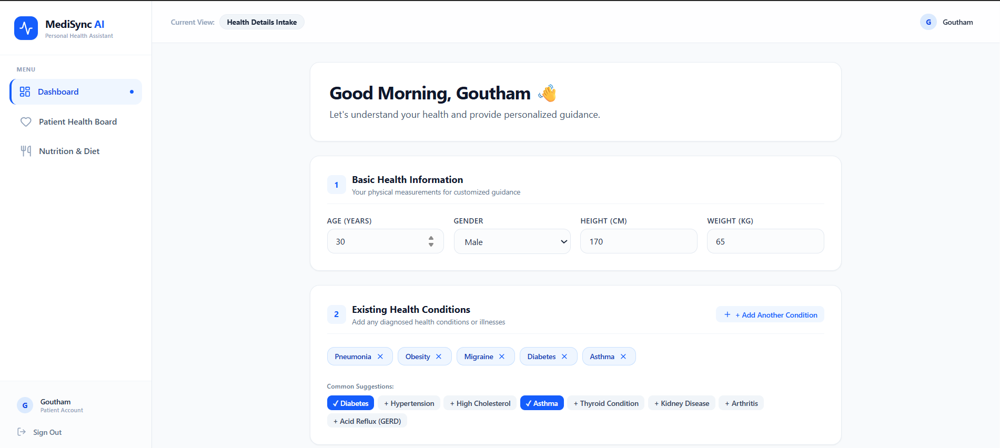 MediSync AI
Personal Health Assistant
MENU
Dashboard
Patient Health Board
Nutrition & Diet
G
Goutham
Patient Account
Sign Out
Current View: Health Details Intake
G Goutham
Good Morning, Goutham 👋
Let's understand your health and provide personalized guidance.
1
Basic Health Information
Your physical measurements for customized guidance
AGE (YEARS) GENDER HEIGHT (CM) WEIGHT (KG)
30 Male 170 65
2
Existing Health Conditions
Add any diagnosed health conditions or illnesses
+ + Add Another Condition
Pneumonia × Obesity × Migraine × Diabetes × Asthma ×
Common Suggestions:
✓ Diabetes + Hypertension + High Cholesterol ✓ Asthma + Thyroid Condition + Kidney Disease + Arthritis
+ Acid Reflux (GERD)